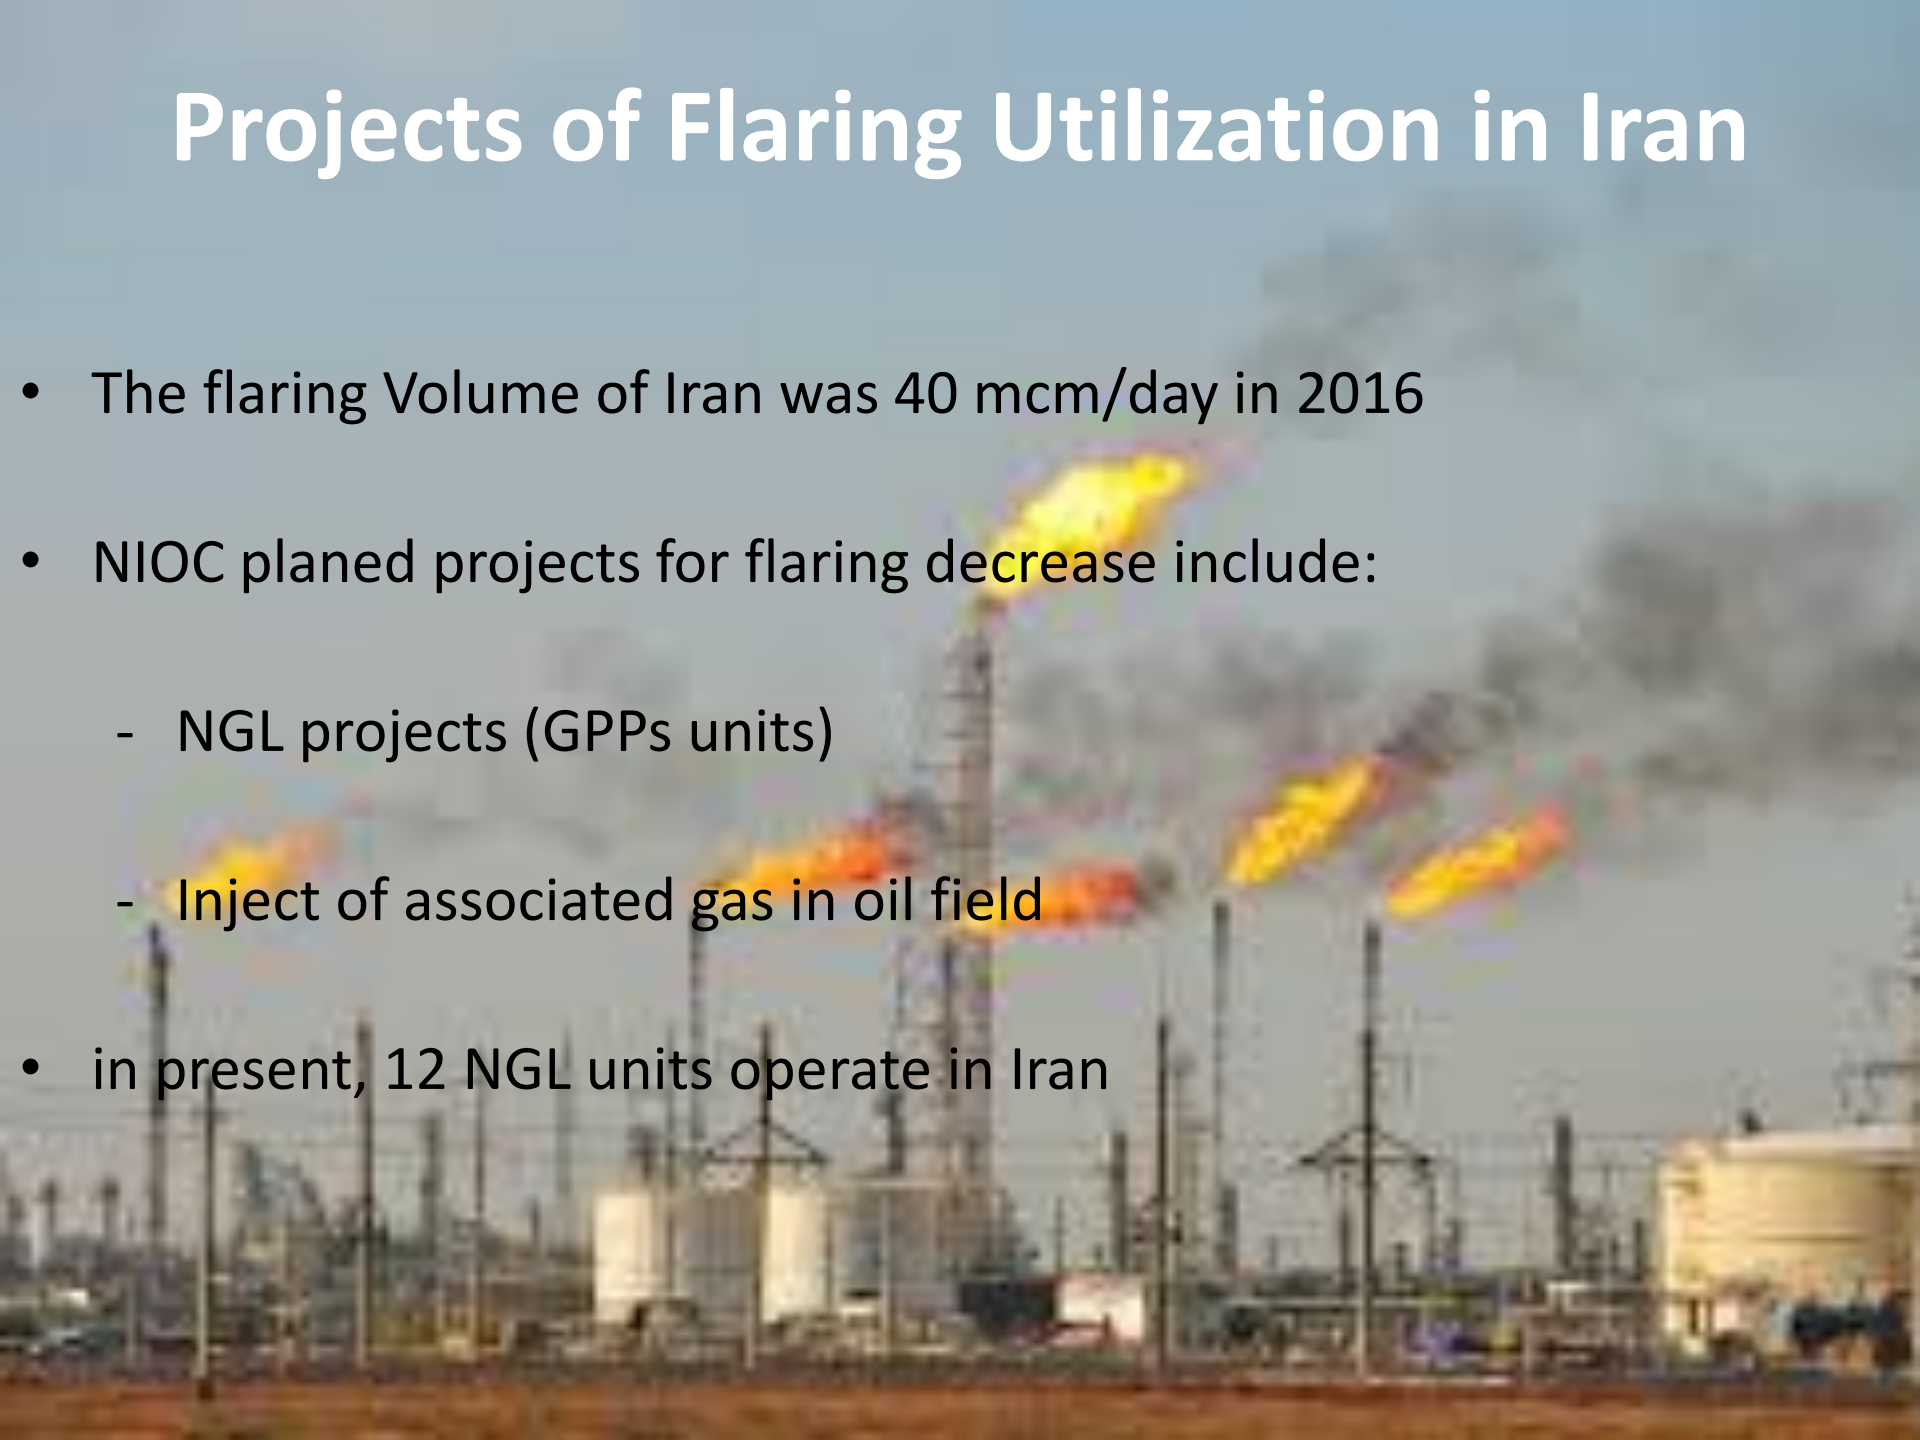 Projects of Flaring Utilization in Iran
• The flaring Volume of Iran was 40 mcm/day in 2016
• NIOC planed projects for flaring decrease include:
- NGL projects (GPPs units)
- Inject of associated gas in oil field
• in present, 12 NGL units operate in Iran